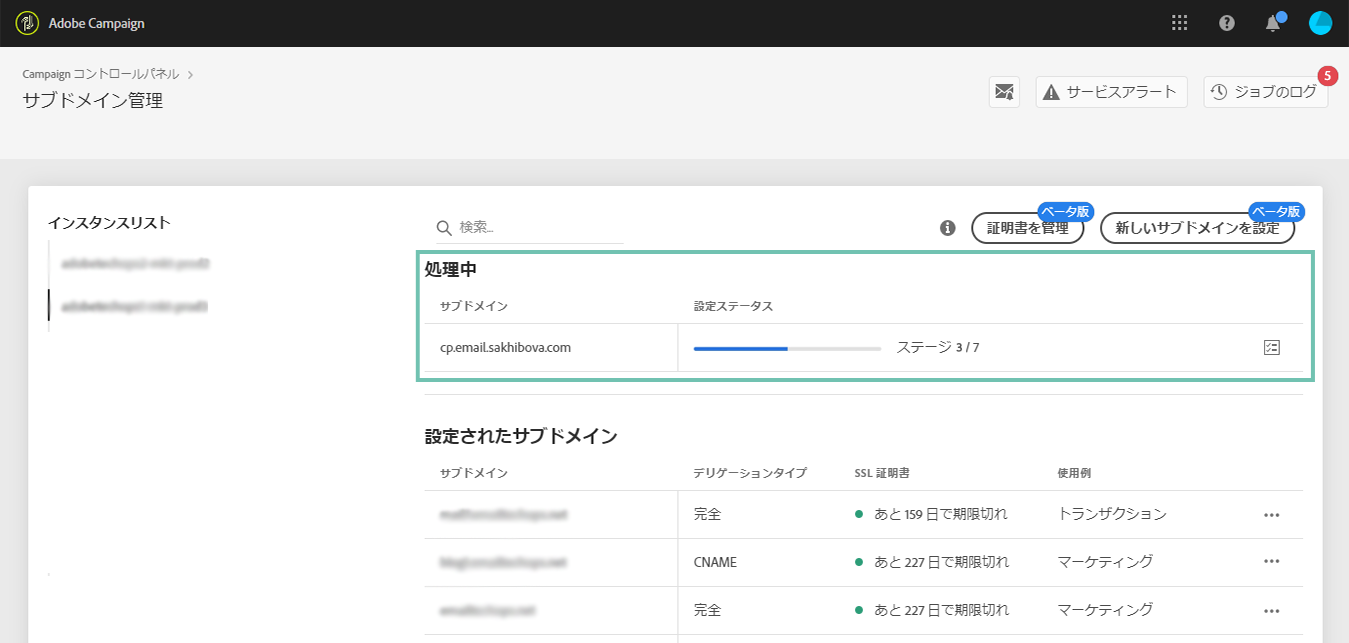 Adobe Campaign
Campaign コントロールパネル
サブドメイン管理
サービスアラート
ジョブのログ
5
インスタンスリスト
検索...
ベータ版
証明書を管理
ベータ版
新しいサブドメインを設定
処理中
サブドメイン 設定ステータス
cp.email.sakhibova.com ステージ 3 / 7
設定されたサブドメイン
サブドメイン デリゲーションタイプ SSL 証明書 使用例
完全 あと 159 日で期限切れ トランザクション
CNAME あと 227 日で期限切れ マーケティング
完全 あと 227 日で期限切れ マーケティング